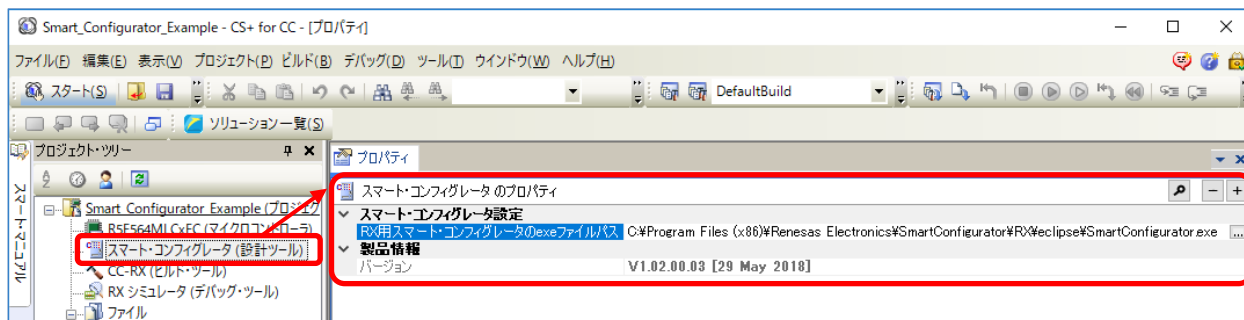 Smart_Configurator_Example - CS+ for CC - [プロパティ]
ファイル(F) 編集(E) 表示(V) プロジェクト(P) ビルド(B) デバッグ(D) ツール(T) ウインドウ(W) ヘルプ(H)
スタート(S) DefaultBuild
ソリューション一覧(S)
プロジェクト・ツリー
プロパティ
スマート・マニュアル
スマート・コンフィグレータ のプロパティ
Smart_Configurator_Example (プロジェク
スマート・コンフィグレータ設定
R5F564MLCxFC (マイクロコントローラ)
RX用スマート・コンフィグレータのexeファイルパス C:¥Program Files (x86)¥Renesas Electronics¥SmartConfigurator¥RX¥eclipse¥SmartConfigurator.exe ...
スマート・コンフィグレータ (設計ツール)
製品情報
CC-RX (ビルド・ツール)
バージョン V1.02.00.03 [29 May 2018]
RX シミュレータ (デバッグ・ツール)
ファイル